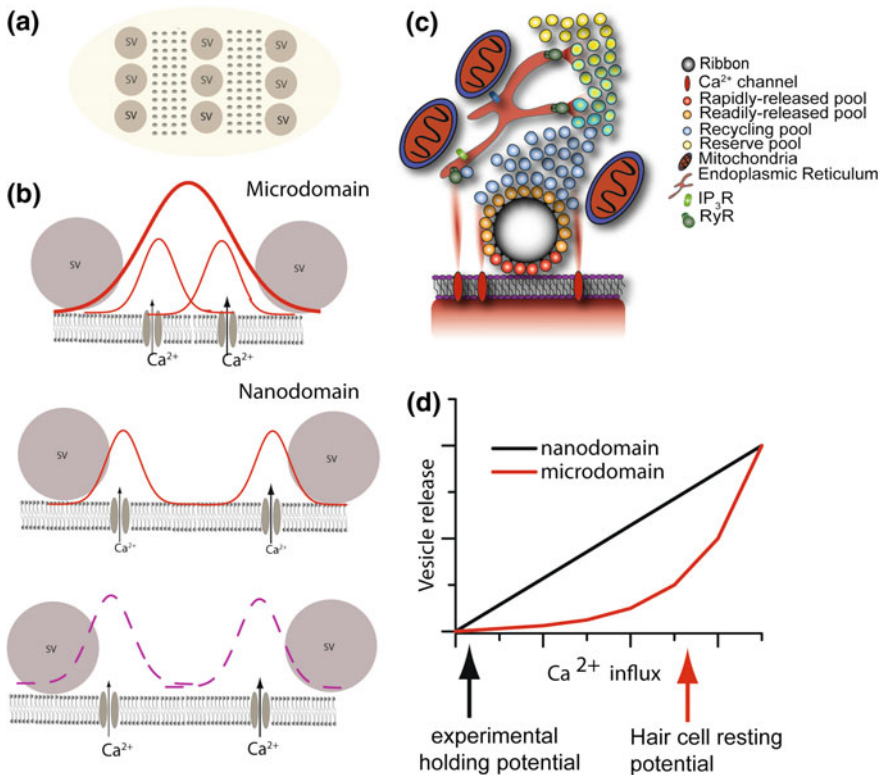 (a)
SV SV SV
SV SV SV
SV SV SV
(b)
Microdomain
SV SV
Ca²⁺ Ca²⁺
Nanodomain
SV SV
Ca²⁺ Ca²⁺
SV SV
Ca²⁺ Ca²⁺
(c)
Ribbon
Ca²⁺ channel
Rapidly-released pool
Readily-released pool
Recycling pool
Reserve pool
Mitochondria
Endoplasmic Reticulum
IP₃R
RyR
(d)
nanodomain
microdomain
Vesicle release
Ca ²⁺ influx
experimental
holding potential
Hair cell resting
potential